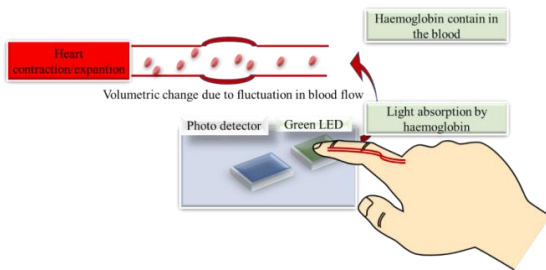 Haemoglobin contain in
the blood
Heart
contraction/expantion
Volumetric change due to fluctuation in blood flow
Light absorption by
haemoglobin
Photo detector
Green LED